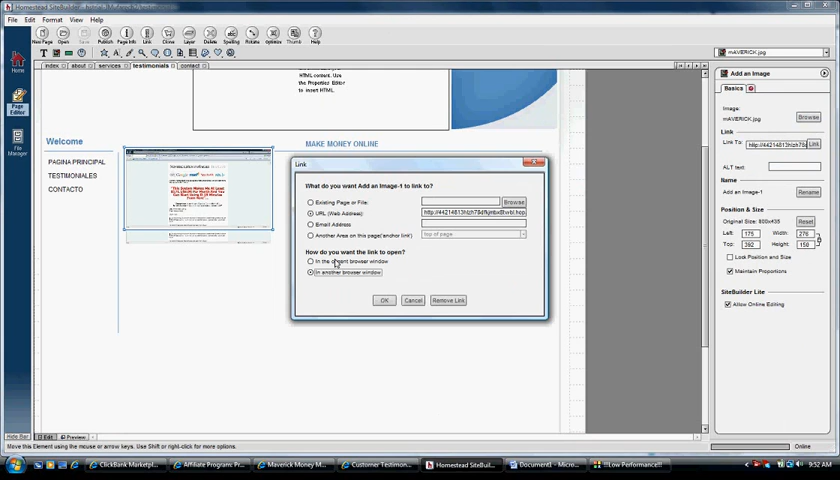 Homestead SiteBuilder
File Edit Format View Help
New Page Open Save Publish Page Info Link Close Layer Delete Spelling Rotate Optimize Thumb Help
mAVERICK.jpg
index about services testimonials contact
Home
Page
Editor
File
Manager
HTML content. Use
the Properties Editor
to insert HTML.
Welcome
MAKE MONEY ONLINE
PAGINA PRINCIPAL
TESTIMONIALES
CONTACTO
Link
What do you want Add an Image-1 to link to?
Existing Page or File:
Browse
URL (Web Address)
Email Address
Another Area on this page(anchor link)
top of page
How do you want the link to open?
In the current browser window
In another browser window
OK Cancel Remove Link
Add an Image
Basics
Image:
mAVERICK.jpg
Browse
Link
Link To:
Link
ALT text:
Name
Add an Image-1
Rename
Position & Size
Original Size: 800x435
Reset
Left: 175 Width: 276
Top: 392 Height: 150
Lock Position and Size
Maintain Proportions
SiteBuilder Lite
Allow Online Editing
Hide Bar
Edit Preview
Move this Element using the mouse or arrow keys. Use Shift or right-click for more options.
Online
ClickBank Marketpl...
Affiliate Program: Pr...
Maverick Money M...
Customer Testimon...
Homestead SiteBuil...
Document1 - Micro...
!!!Low Performance!!!
9:52 AM